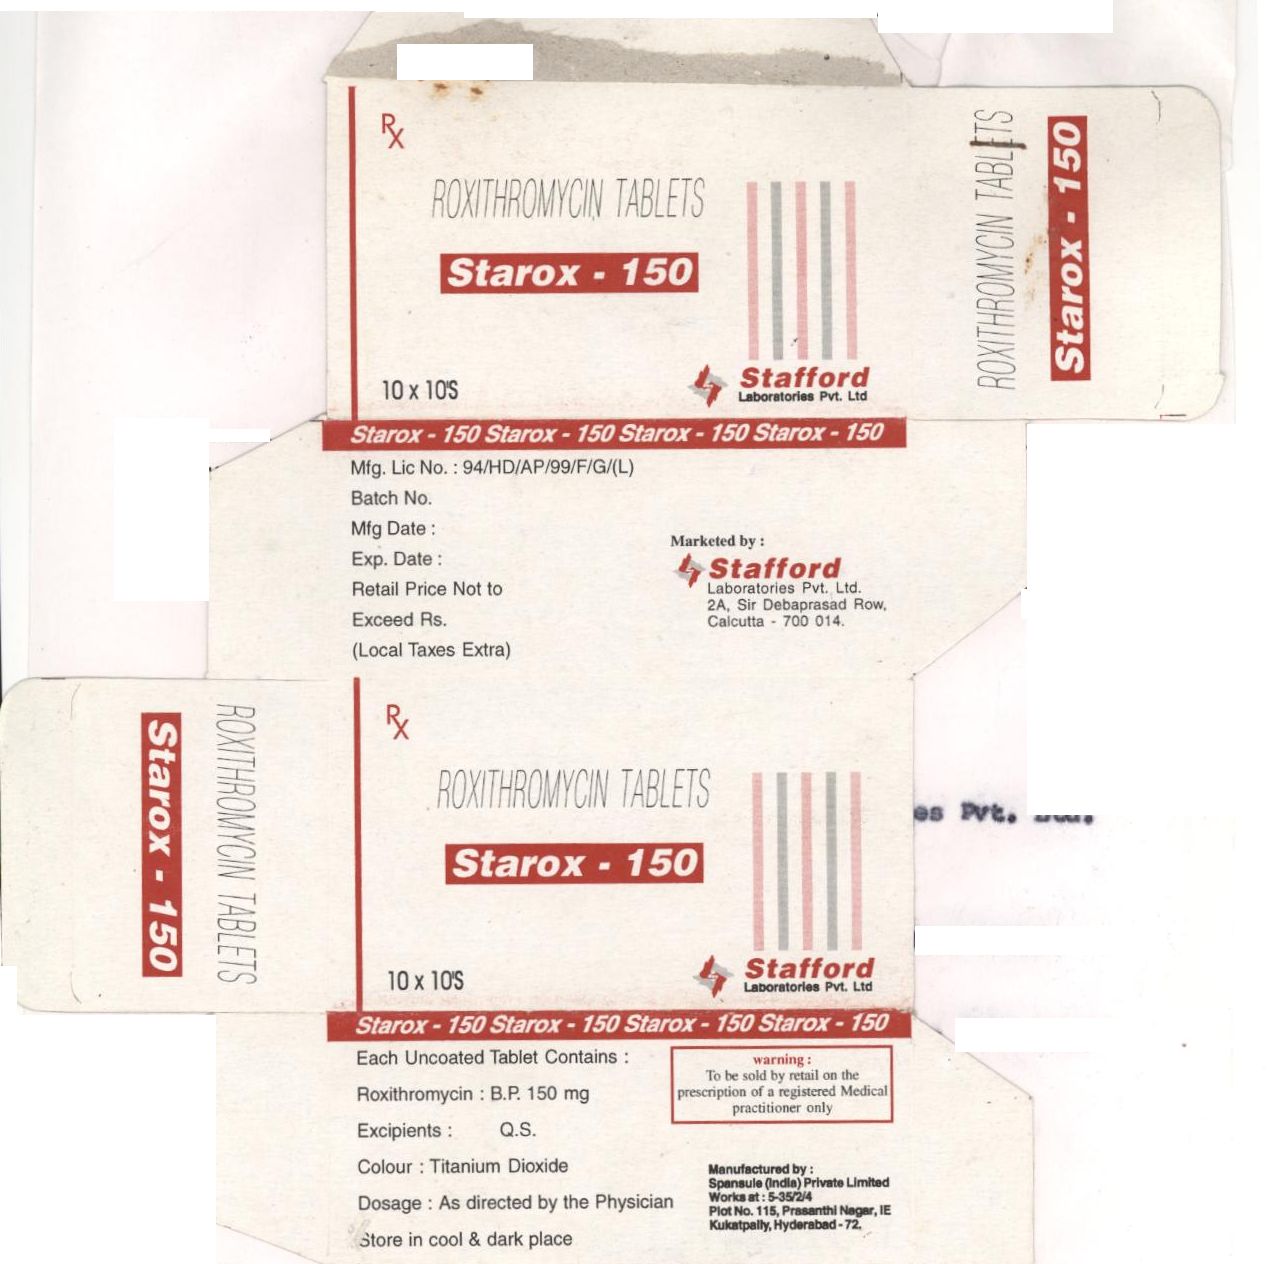 Rx
ROXITHROMYCIN TABLETS
Starox - 150
10 x 10'S
Stafford
Laboratories Pvt. Ltd
ROXITHROMYCIN TABLETS
Starox - 150
Starox - 150 Starox - 150 Starox - 150 Starox - 150
Mfg. Lic No. : 94/HD/AP/99/F/G/(L)
Batch No.
Mfg Date :
Exp. Date :
Retail Price Not to
Exceed Rs.
(Local Taxes Extra)
Marketed by :
Stafford
Laboratories Pvt. Ltd.
2A, Sir Debaprasad Row,
Calcutta - 700 014.
Starox - 150
ROXITHROMYCIN TABLETS
Rx
ROXITHROMYCIN TABLETS
Starox - 150
10 x 10'S
Stafford
Laboratories Pvt. Ltd
es Pvt.
Starox - 150 Starox - 150 Starox - 150 Starox - 150
Each Uncoated Tablet Contains :
Roxithromycin : B.P. 150 mg
Excipients : Q.S.
Colour : Titanium Dioxide
Dosage : As directed by the Physician
Store in cool & dark place
warning :
To be sold by retail on the
prescription of a registered Medical
practitioner only
Manufactured by :
Spansule (India) Private Limited
Works at : 5-35/2/4
Plot No. 115, Prasanthi Nagar, IE
Kukatpally, Hyderabad - 72.